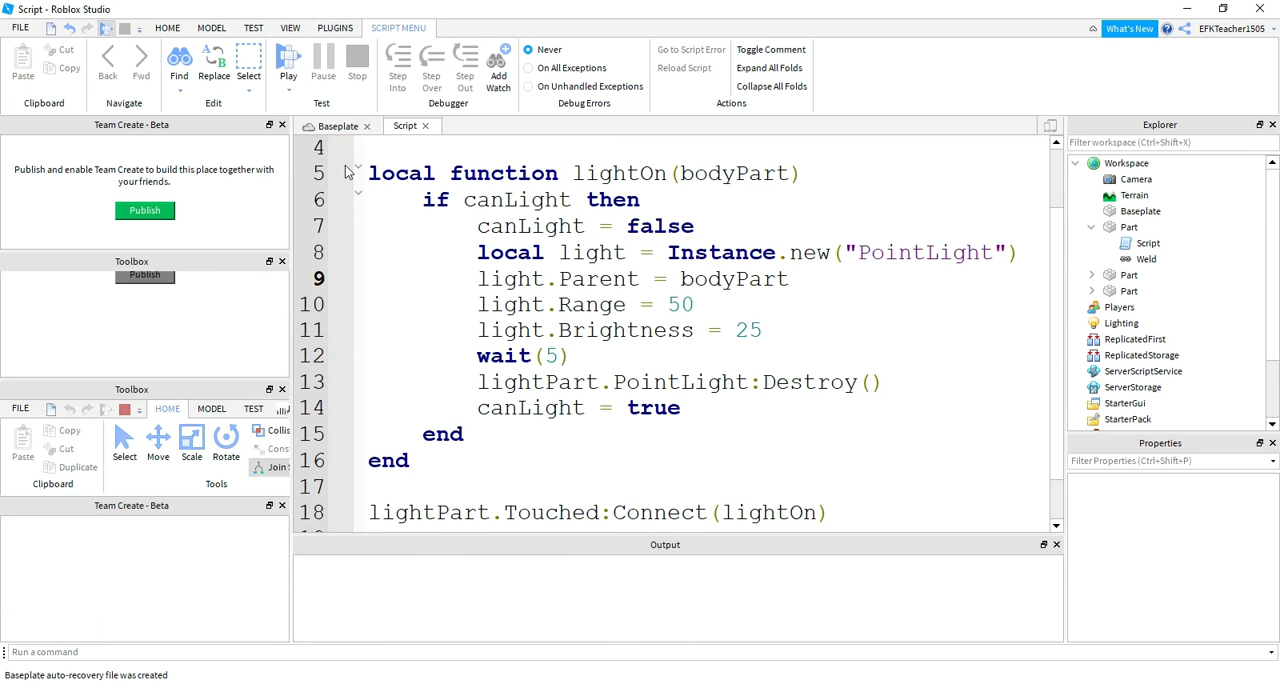 Script - Roblox Studio
FILE HOME MODEL TEST VIEW PLUGINS SCRIPT MENU What's New EFKTeacher1505
Paste Cut Copy Back Fwd Find Replace Select Play Pause Stop Step Into Step Over Step Out Add Watch Never On All Exceptions On Unhandled Exceptions Go to Script Error Reload Script Toggle Comment Expand All Folds Collapse All Folds
Clipboard Navigate Edit Test Debugger Debug Errors Actions
Team Create - Beta
Publish and enable Team Create to build this place together with
your friends.
Publish
Toolbox
Publish
Toolbox
FILE HOME MODEL TEST
Paste Copy Cut Duplicate Select Move Scale Rotate Collis Cons Join
Clipboard Tools
Team Create - Beta
Baseplate Script
4
5 local function lightOn(bodyPart)
6 if canLight then
7 canLight = false
8 local light = Instance.new("PointLight")
9 light.Parent = bodyPart
10 light.Range = 50
11 light.Brightness = 25
12 wait(5)
13 lightPart.PointLight:Destroy()
14 canLight = true
15 end
16 end
17
18 lightPart.Touched:Connect(lightOn)
Output
Explorer
Filter workspace (Ctrl+Shift+X)
Workspace
Camera
Terrain
Baseplate
Part
Script
Weld
Part
Part
Players
Lighting
ReplicatedFirst
ReplicatedStorage
ServerScriptService
ServerStorage
StarterGui
StarterPack
Properties
Filter Properties (Ctrl+Shift+P)
Run a command
Baseplate auto-recovery file was created